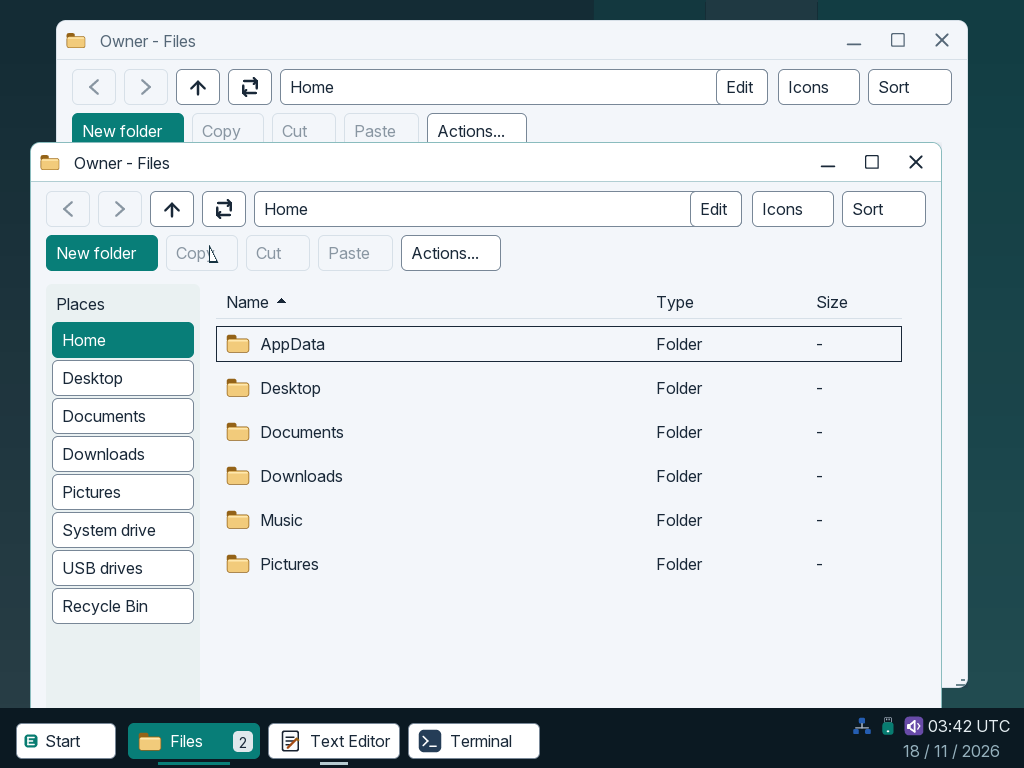 Owner - Files
Home Edit Icons Sort
New folder Copy Cut Paste Actions...
Owner - Files
Home Edit Icons Sort
New folder Copy Cut Paste Actions...
Places
Home
Desktop
Documents
Downloads
Pictures
System drive
USB drives
Recycle Bin
Name Type Size
AppData Folder -
Desktop Folder -
Documents Folder -
Downloads Folder -
Music Folder -
Pictures Folder -
Start Files 2 Text Editor Terminal 03:42 UTC
18 / 11 / 2026